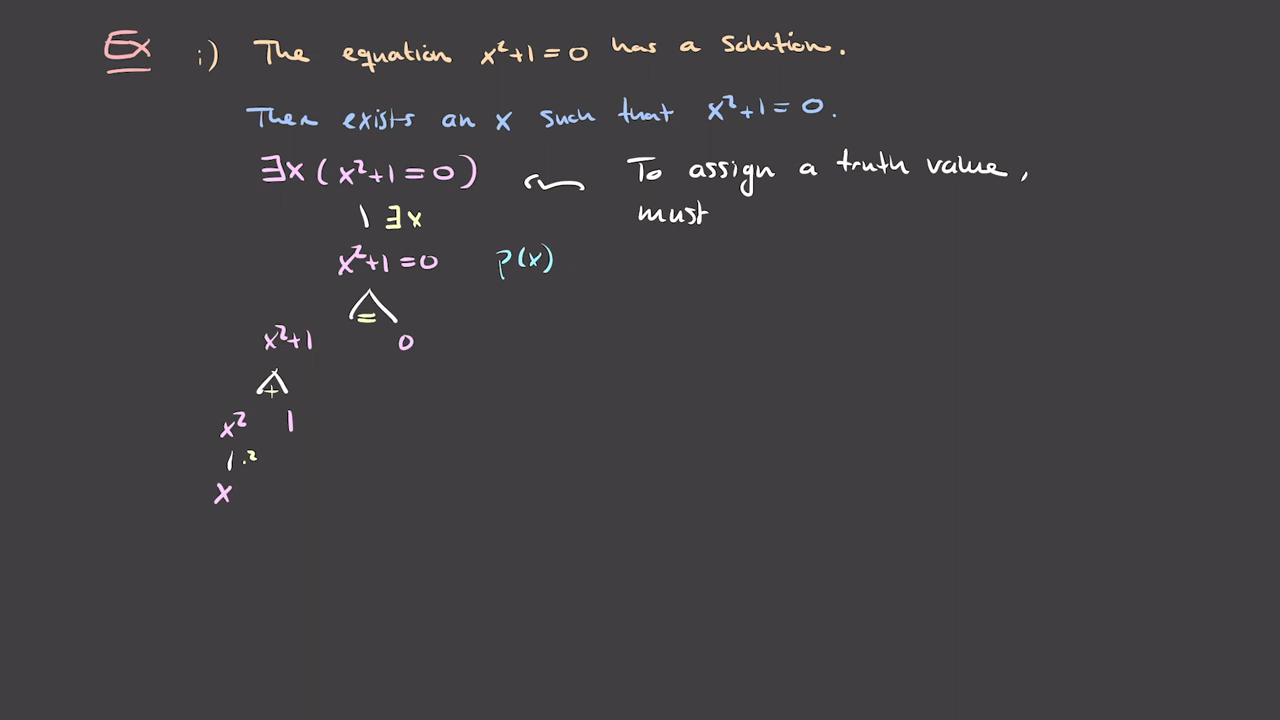 Ex i) The equation x²+1=0 has a solution.
Ther exists an x such that x²+1=0.
∃x(x²+1=0) To assign a truth value,
| ∃x must
x²+1=0 p(x)
=
x²+1 0
+
x² 1
| ·²
x